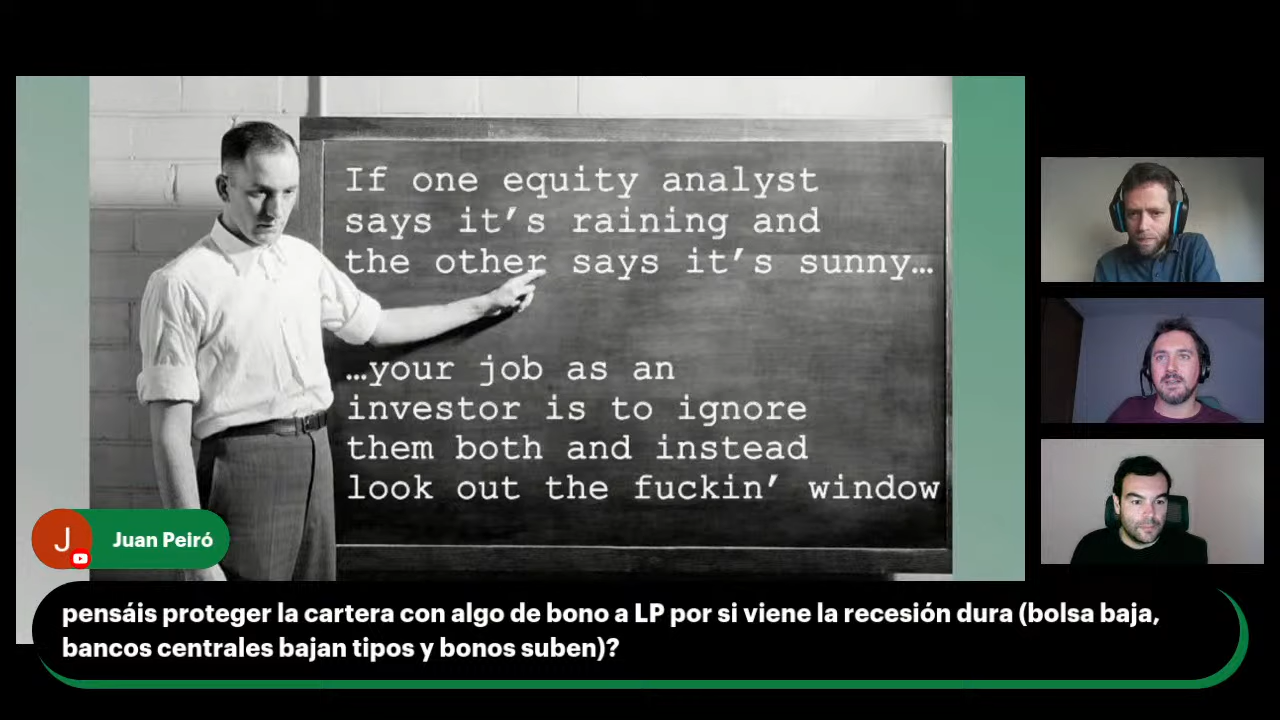 If one equity analyst
says it’s raining and
the other says it’s sunny…
…your job as an
investor is to ignore
them both and instead
look out the fuckin’ window
J
Juan Peiró
pensáis proteger la cartera con algo de bono a LP por si viene la recesión dura (bolsa baja,
bancos centrales bajan tipos y bonos suben)?